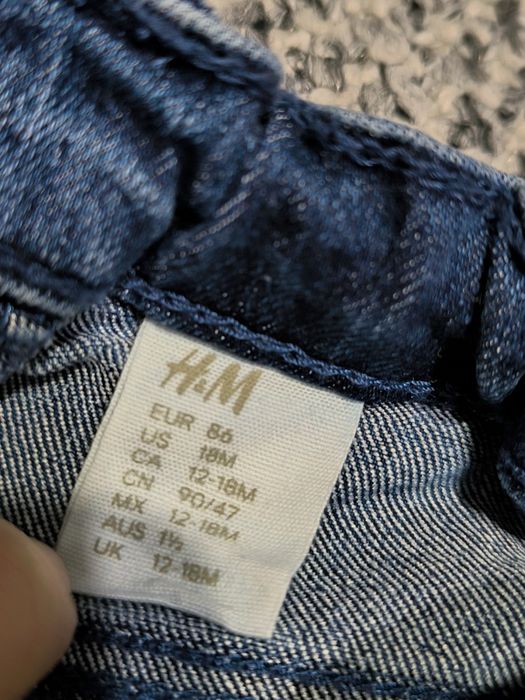 H&M
EUR 86
US 18M
CA 12-18M
CN 90/47
MX 12-18M
AUS 1½
UK 12-18M